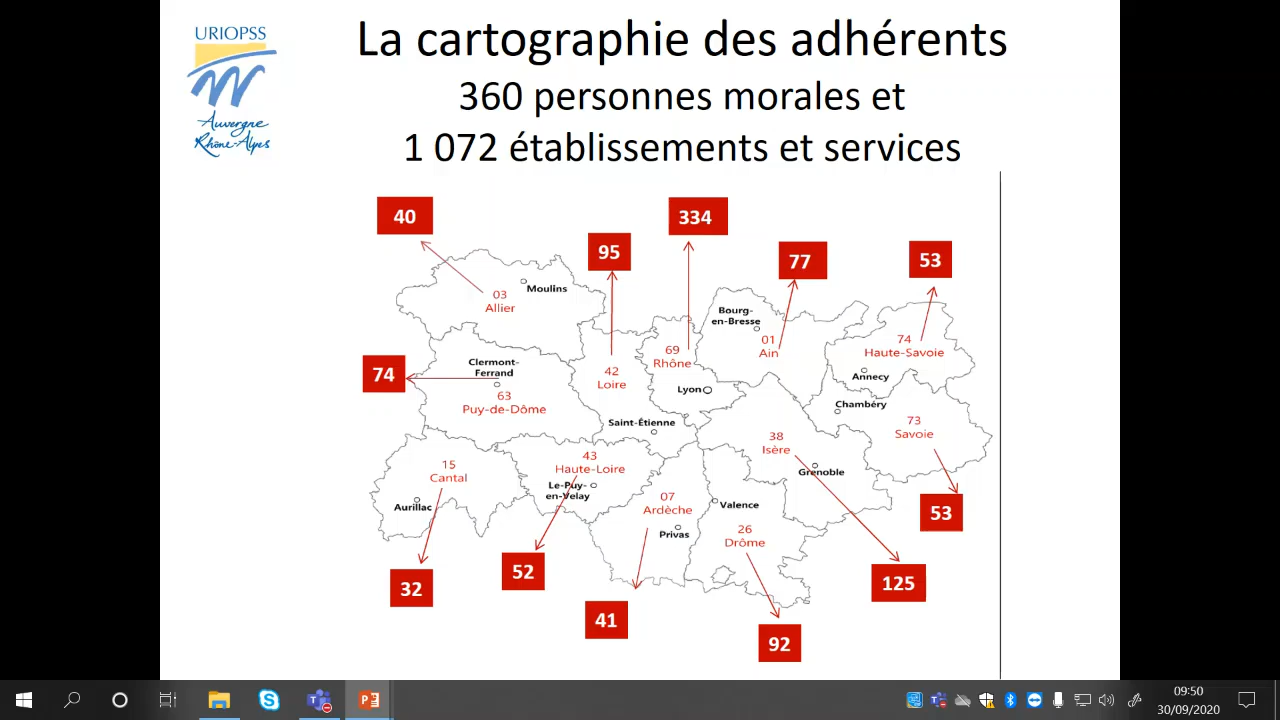 URIOPSS
Auvergne
Rhône-Alpes
La cartographie des adhérents
360 personnes morales et
1 072 établissements et services
40
334
95
77
53
Moulins
03
Allier
Bourg-
en-Bresse
01
Ain
74
Haute-Savoie
Annecy
69
Rhône
Clermont-
Ferrand
74
42
Loire
Lyon
63
Puy-de-Dôme
Chambéry
Saint-Étienne
73
Savoie
38
Isère
43
Haute-Loire
15
Cantal
Grenoble
Le-Puy-
en-Velay
07
Ardèche
Aurillac
Valence
53
Privas
26
Drôme
52
125
32
41
92
09:50
30/09/2020